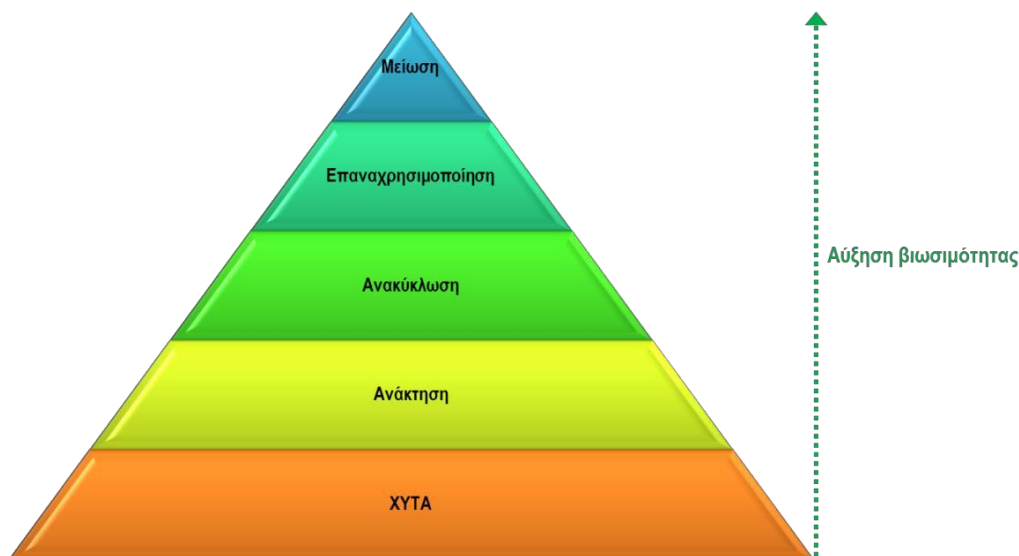 Μείωση
Επαναχρησιμοποίηση
Ανακύκλωση
Ανάκτηση
ΧΥΤΑ
Αύξηση βιωσιμότητας